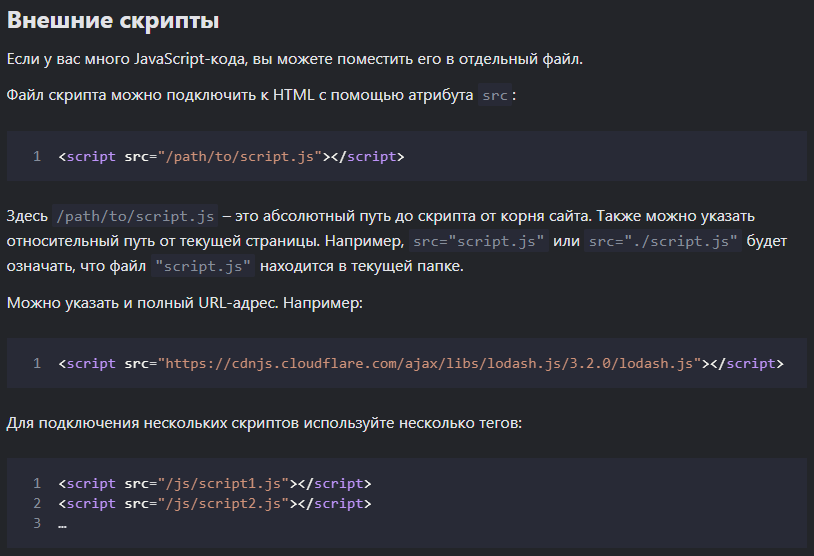 Внешние скрипты
Если у вас много JavaScript-кода, вы можете поместить его в отдельный файл.
Файл скрипта можно подключить к HTML с помощью атрибута src:
1 <script src="/path/to/script.js"></script>
Здесь /path/to/script.js – это абсолютный путь до скрипта от корня сайта. Также можно указать
относительный путь от текущей страницы. Например, src="script.js" или src="./script.js" будет
означать, что файл "script.js" находится в текущей папке.
Можно указать и полный URL-адрес. Например:
1 <script src="https://cdnjs.cloudflare.com/ajax/libs/lodash.js/3.2.0/lodash.js"></script>
Для подключения нескольких скриптов используйте несколько тегов:
1 <script src="/js/script1.js"></script>
2 <script src="/js/script2.js"></script>
3 …